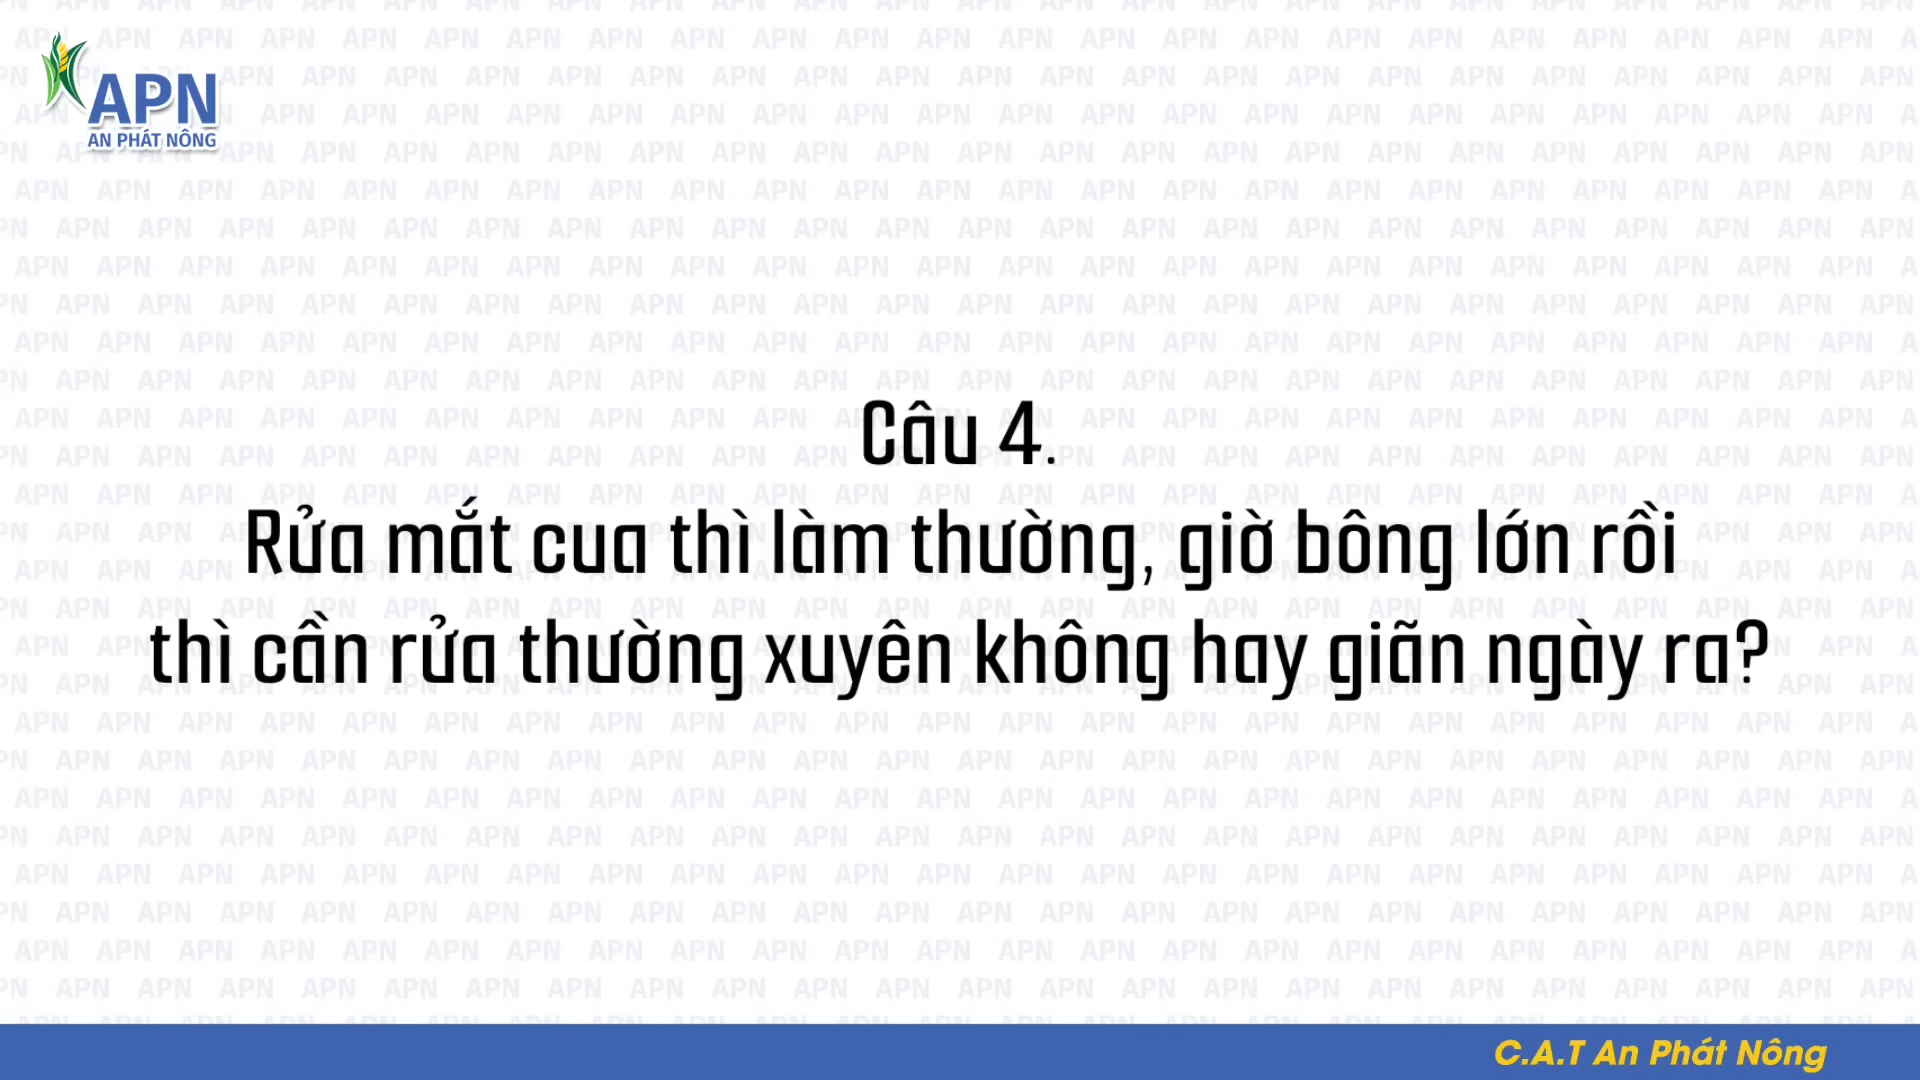 APN
AN PHÁT NÔNG
Câu 4.
Rửa mắt cua thì làm thường, giờ bông lớn rồi
thì cần rửa thường xuyên không hay giãn ngày ra?
C.A.T An Phát Nông